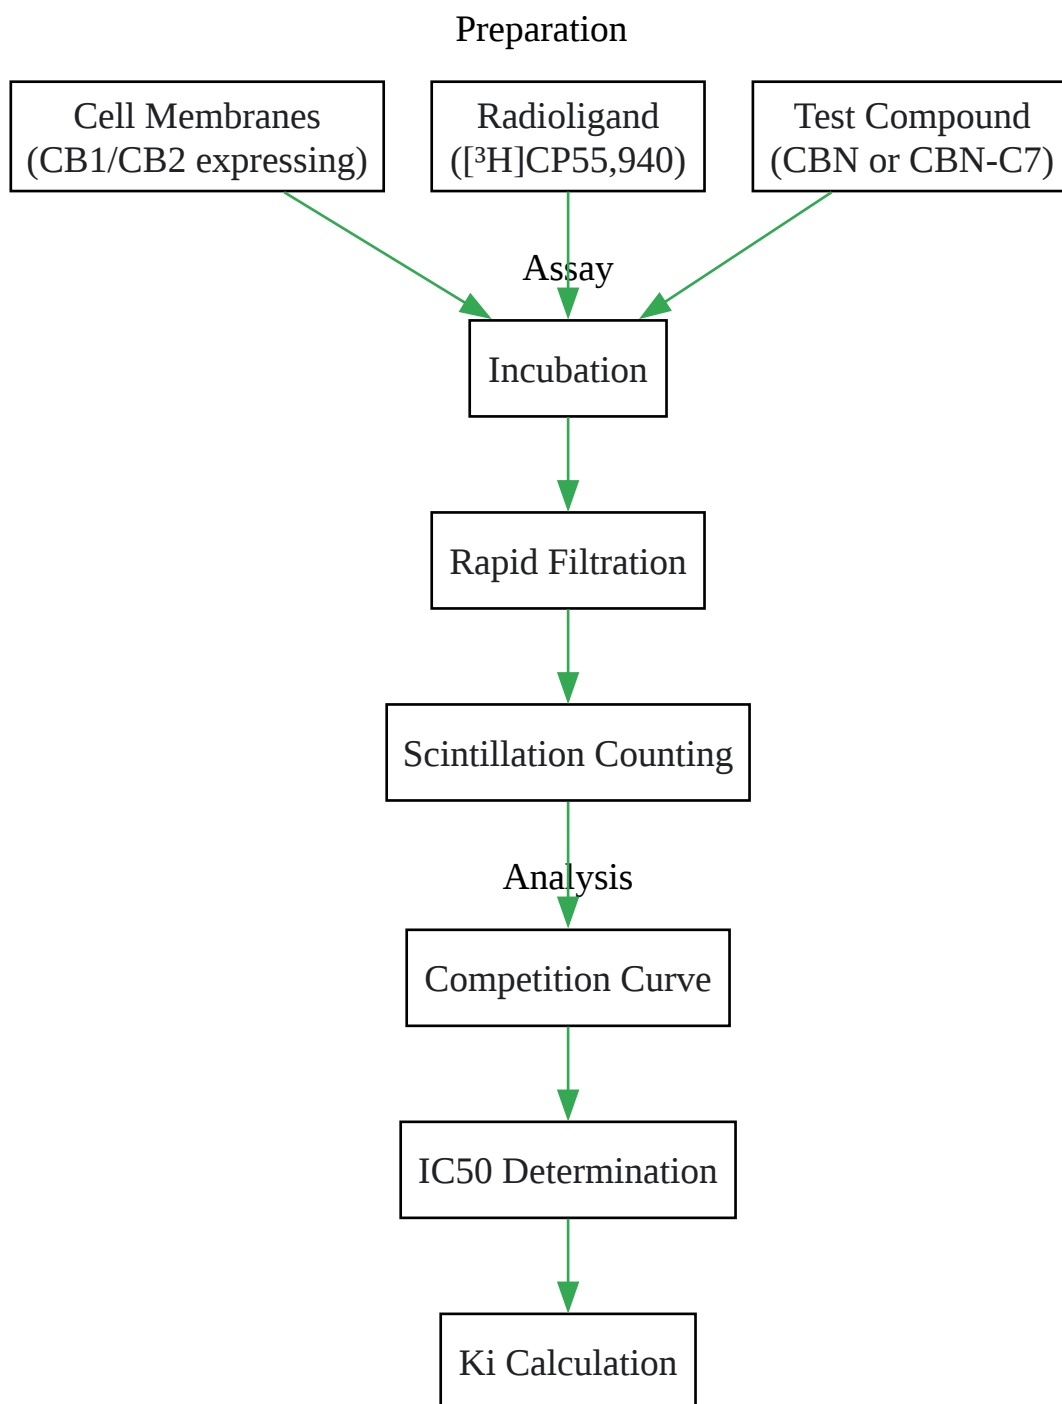 Preparation
Cell Membranes
(CB1/CB2 expressing)
Radioligand
([³H]CP55,940)
Test Compound
(CBN or CBN-C7)
Assay
Incubation
Rapid Filtration
Scintillation Counting
Analysis
Competition Curve
IC50 Determination
Ki Calculation